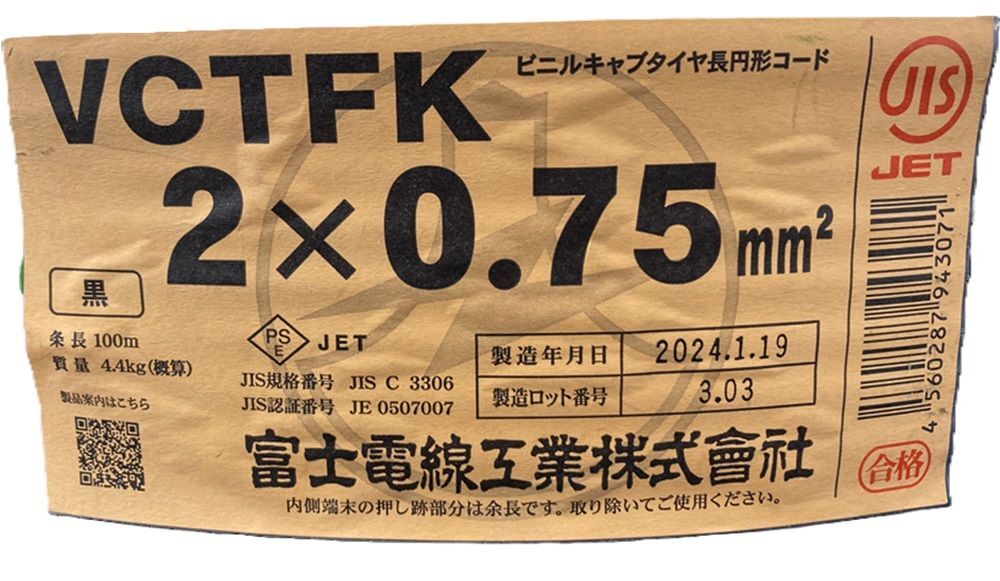 VCTFK
ビニルキャブタイヤ長円形コード
2×0.75mm²
黒
条長 100m
質量 4.4kg(概算)
製品案内はこちら
PS
E
JET
JIS規格番号 JIS C 3306
JIS認証番号 JE 0507007
製造年月日 2024.1.19
製造ロット番号 3.03
富士電線工業株式會社
内側端末の押し跡部分は余長です。取り除いてご使用ください。
JIS
JET
4 560287 943071
合格